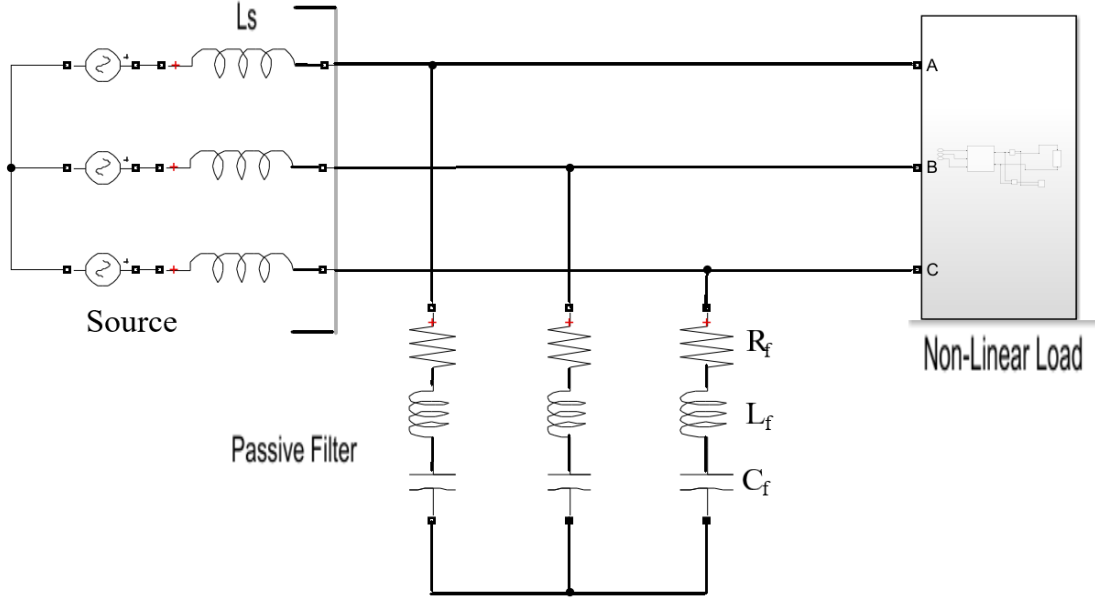 Ls
A
B
C
Source
R_f
Non-Linear Load
L_f
Passive Filter
C_f